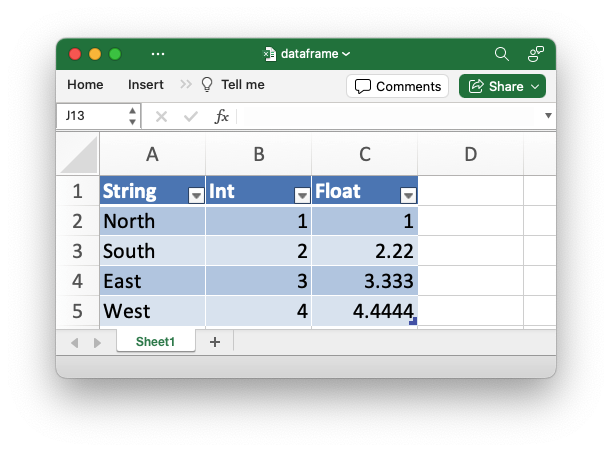 dataframe
Home Insert Tell me Comments Share
J13 fx
A B C D
1 String Int Float
2 North 1 1
3 South 2 2.22
4 East 3 3.333
5 West 4 4.4444
Sheet1 +